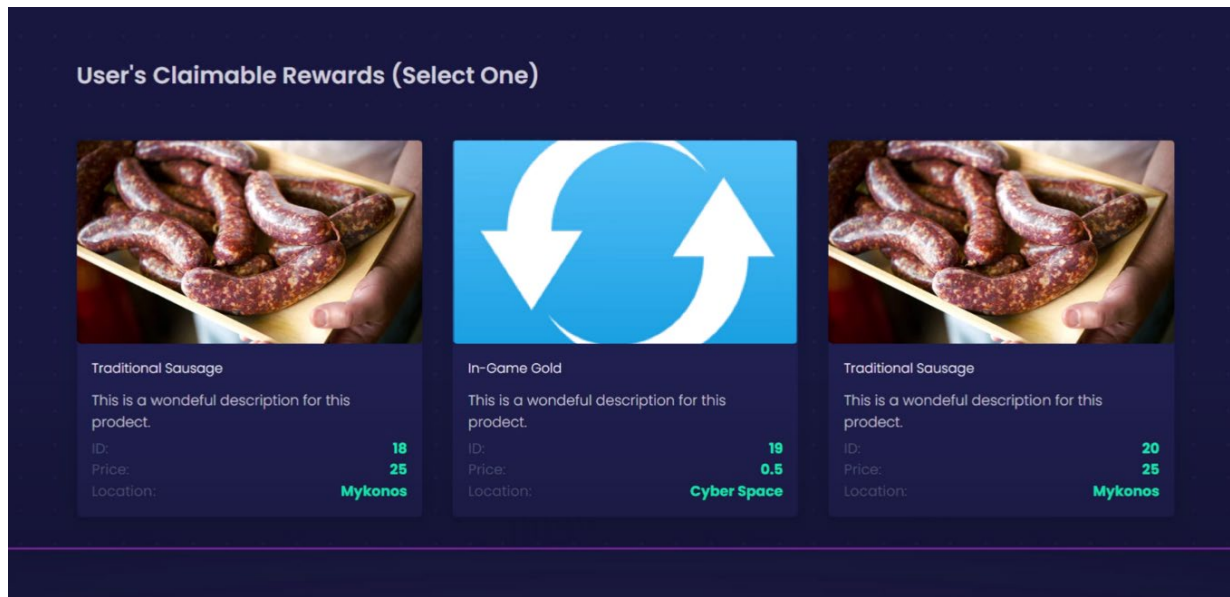 User's Claimable Rewards (Select One)
Traditional Sausage
This is a wondeful description for this
prodect.
ID: 18
Price: 25
Location: Mykonos
In-Game Gold
This is a wondeful description for this
prodect.
ID: 19
Price: 0.5
Location: Cyber Space
Traditional Sausage
This is a wondeful description for this
prodect.
ID: 20
Price: 25
Location: Mykonos